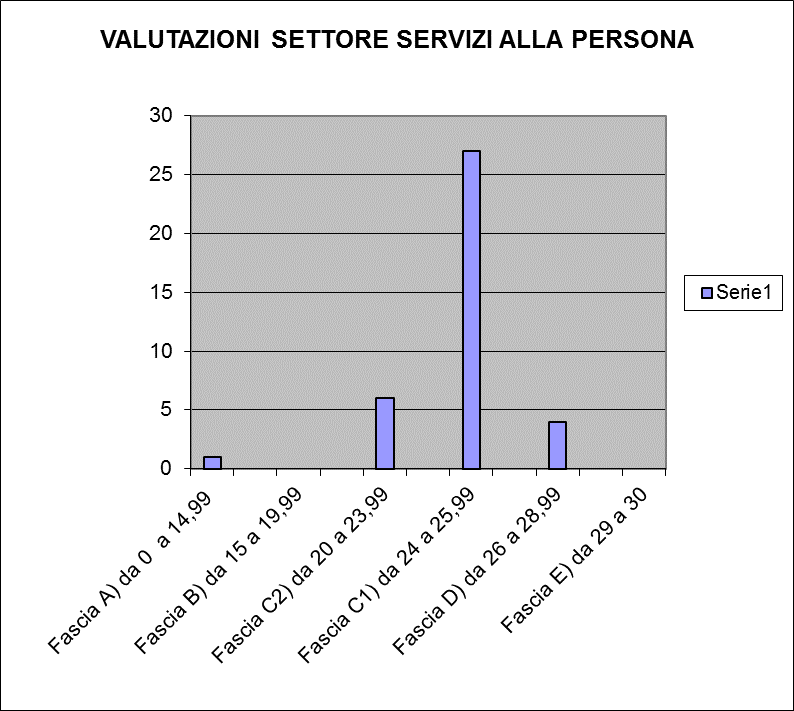 VALUTAZIONI SETTORE SERVIZI ALLA PERSONA
30
25
20
15
10
5
0
Serie1
Fascia A) da 0 a 14,99
Fascia B) da 15 a 19,99
Fascia C2) da 20 a 23,99
Fascia C1) da 24 a 25,99
Fascia D) da 26 a 28,99
Fascia E) da 29 a 30